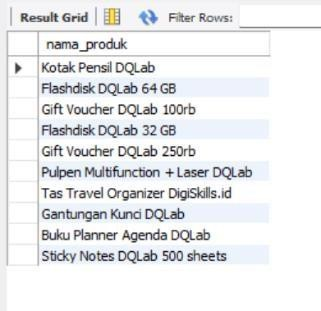 Result Grid Filter Rows:
nama_produk
Kotak Pensil DQLab
Flashdisk DQLab 64 GB
Gift Voucher DQLab 100rb
Flashdisk DQLab 32 GB
Gift Voucher DQLab 250rb
Pulpen Multifunction + Laser DQLab
Tas Travel Organizer DigiSkills.id
Gantungan Kunci DQLab
Buku Planner Agenda DQLab
Sticky Notes DQLab 500 sheets